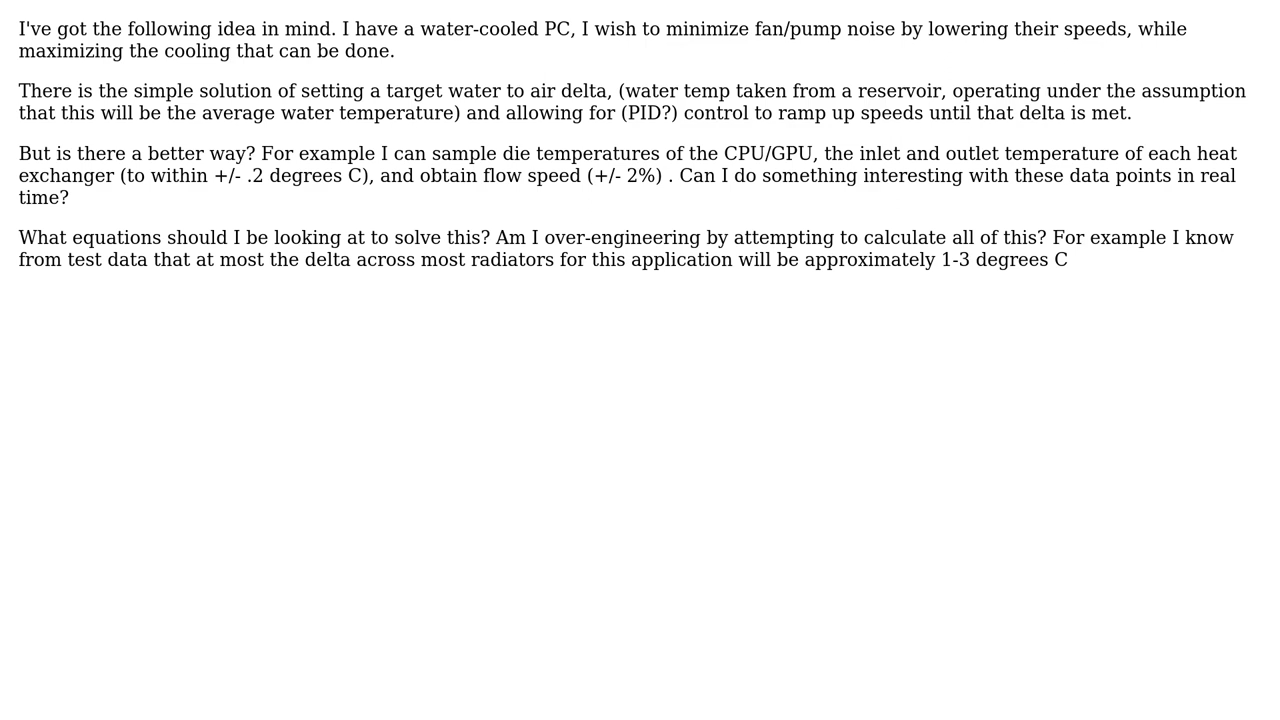 I've got the following idea in mind. I have a water-cooled PC, I wish to minimize fan/pump noise by lowering their speeds, while
maximizing the cooling that can be done.
There is the simple solution of setting a target water to air delta, (water temp taken from a reservoir, operating under the assumption
that this will be the average water temperature) and allowing for (PID?) control to ramp up speeds until that delta is met.
But is there a better way? For example I can sample die temperatures of the CPU/GPU, the inlet and outlet temperature of each heat
exchanger (to within +/- .2 degrees C), and obtain flow speed (+/- 2%) . Can I do something interesting with these data points in real
time?
What equations should I be looking at to solve this? Am I over-engineering by attempting to calculate all of this? For example I know
from test data that at most the delta across most radiators for this application will be approximately 1-3 degrees C